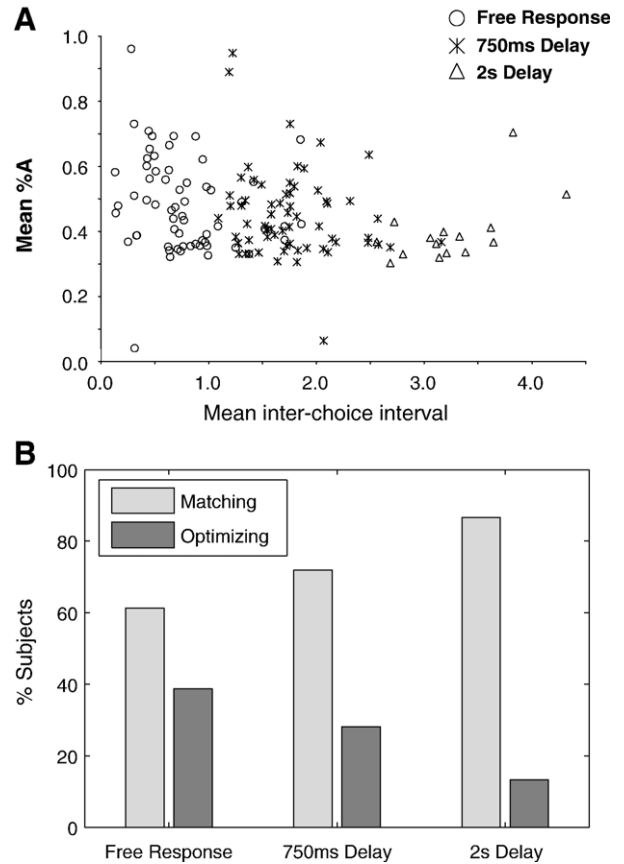 A
Free Response
750ms Delay
2s Delay
1.0
0.8
0.6
0.4
0.2
0.0
Mean %A
0.0 1.0 2.0 3.0 4.0
Mean inter-choice interval
B
100
80
60
40
20
0
% Subjects
Matching
Optimizing
Free Response 750ms Delay 2s Delay